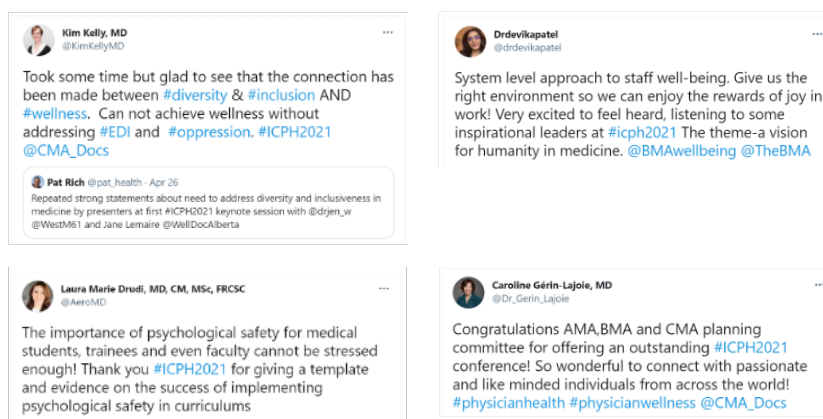 Kim Kelly, MD
@KimKellyMD
Took some time but glad to see that the connection has
been made between #diversity & #inclusion AND
#wellness.  Can not achieve wellness without
addressing #EDI and  #oppression. #ICPH2021
@CMA_Docs
Pat Rich @pat_health · Apr 26
Repeated strong statements about need to address diversity and inclusiveness in
medicine by presenters at first #ICPH2021 keynote session with @drjen_w
@WestM61 and Jane Lemaire @WellDocAlberta
Drdevikapatel
@drdevikapatel
System level approach to staff well-being. Give us the
right environment so we can enjoy the rewards of joy in
work! Very excited to feel heard, listening to some
inspirational leaders at #icph2021 The theme-a vision
for humanity in medicine. @BMAwellbeing @TheBMA
Laura Marie Drudi, MD, CM, MSc, FRCSC
@AeroMD
The importance of psychological safety for medical
students, trainees and even faculty cannot be stressed
enough! Thank you #ICPH2021 for giving a template
and evidence on the success of implementing
psychological safety in curriculums
Caroline Gérin-Lajoie, MD
@Dr_Gerin_Lajoie
Congratulations AMA,BMA and CMA planning
committee for offering an outstanding #ICPH2021
conference! So wonderful to connect with passionate
and like minded individuals from across the world!
#physicianhealth #physicianwellness @CMA_Docs